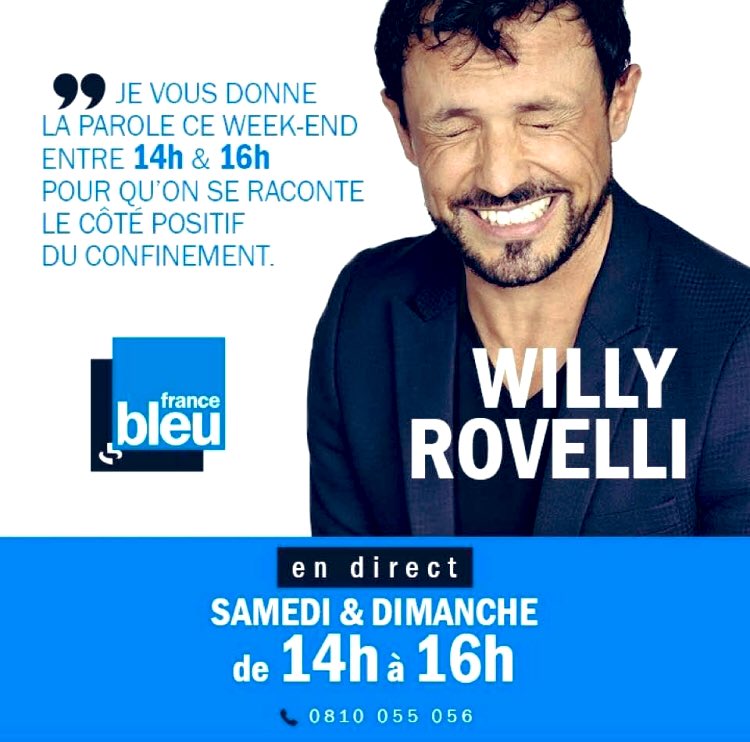 ❟❟ JE VOUS DONNE
LA PAROLE CE WEEK-END
ENTRE 14h & 16h
POUR QU'ON SE RACONTE
LE CÔTÉ POSITIF
DU CONFINEMENT.
france
bleu
WILLY
ROVELLI
en direct
SAMEDI & DIMANCHE
de 14h à 16h
0810 055 056